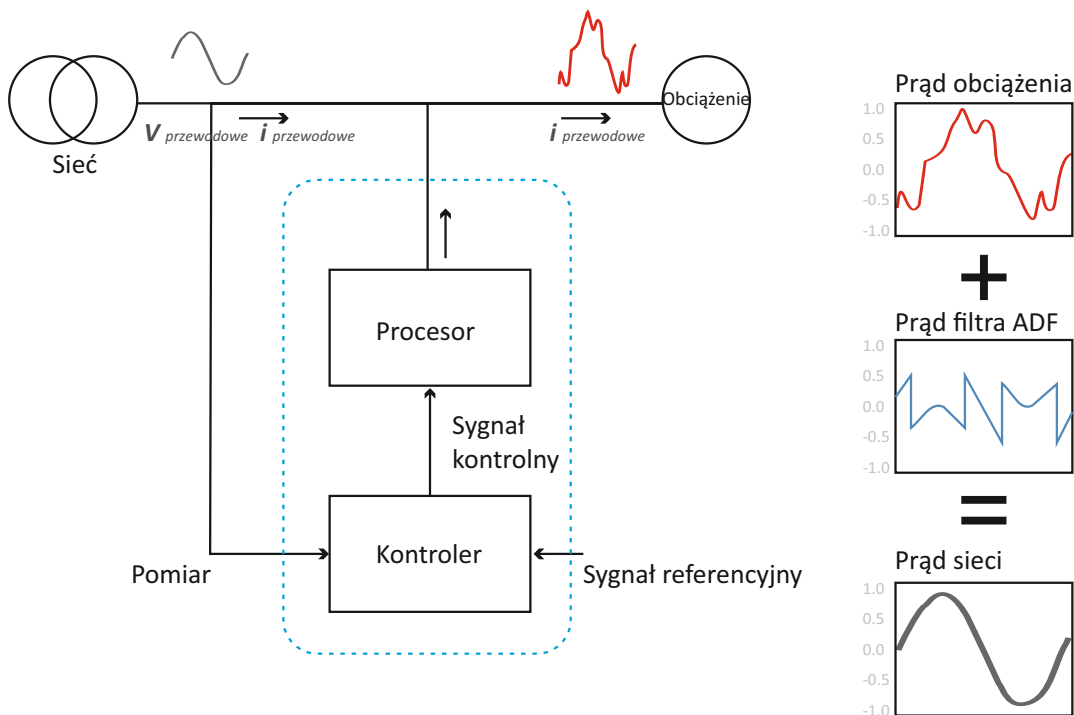 Sieć
V przewodowe
i przewodowe
i przewodowe
Obciążenie
Procesor
Sygnał
kontrolny
Kontroler
Pomiar
Sygnał referencyjny
Prąd obciążenia
1.0
0.5
0.0
-0.5
-1.0
+
Prąd filtra ADF
1.0
0.5
0.0
-0.5
-1.0
=
Prąd sieci
1.0
0.5
0.0
-0.5
-1.0